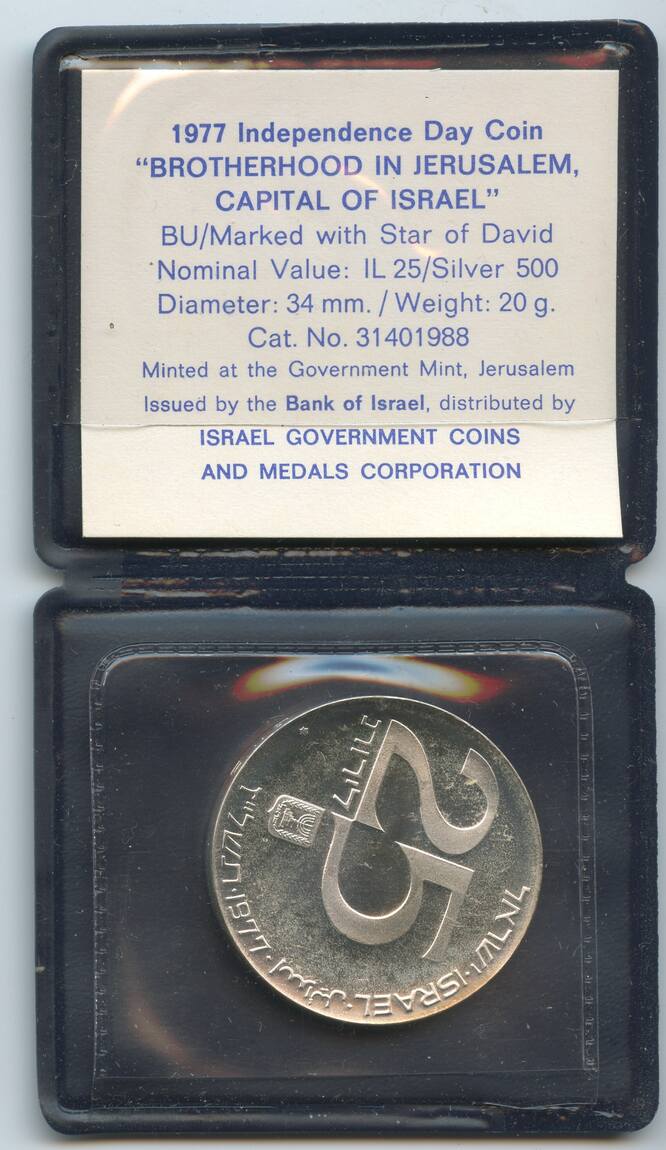 1977 Independence Day Coin
“BROTHERHOOD IN JERUSALEM,
CAPITAL OF ISRAEL”
BU/Marked with Star of David
Nominal Value: IL 25/Silver 500
Diameter: 34 mm. / Weight: 20 g.
Cat. No. 31401988
Minted at the Government Mint, Jerusalem
Issued by the Bank of Israel, distributed by
ISRAEL GOVERNMENT COINS
AND MEDALS CORPORATION
25
לירות
ישראל · ISRAEL · إسرائيل · 1977 · תשל״ז